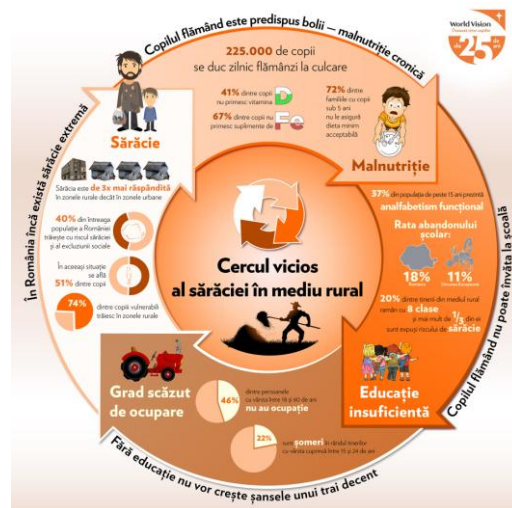 World Vision
de 25 de ani
Copilul flămând este predispus bolii – malnutriție cronică
225.000 de copii
se duc zilnic flămânzi la culcare
41% dintre copii
nu primesc vitamina
D
67% dintre copii nu
primesc suplimente de
Fe
72% dintre
familiile cu copii
sub 5 ani
nu le asigură
dieta minim
acceptabilă
Malnutriție
Sărăcie
În România încă există sărăcie extremă
Sărăcia este de 3x mai răspândită
în zonele rurale decât în zonele urbane
40% din întreaga
populație a României
trăiește cu riscul sărăciei
și al excluziunii sociale
În aceeași situație
se află
51% dintre copii
74%
dintre copiii vulnerabili
trăiesc în zonele rurale
Cercul vicios
al sărăciei în mediu rural
37% din populația de peste 15 ani prezintă
analfabetism funcțional
Rata abandonului
școlar:
18%
11%
20% dintre tinerii din mediul rural
rămân cu 8 clase
și mai mult de 1/3 din ei
sunt expuși riscului de
sărăcie
Copilul flămând nu poate învăța la școală
Educație
insuficientă
Grad scăzut
de ocupare
46%
dintre persoanele
cu vârsta între 18 și 60 de ani
nu au ocupație
22%
sunt șomeri în rândul tinerilor
cu vârsta cuprinsă între 15 și 24 de ani
Fără educație nu vor crește șansele unui trai decent